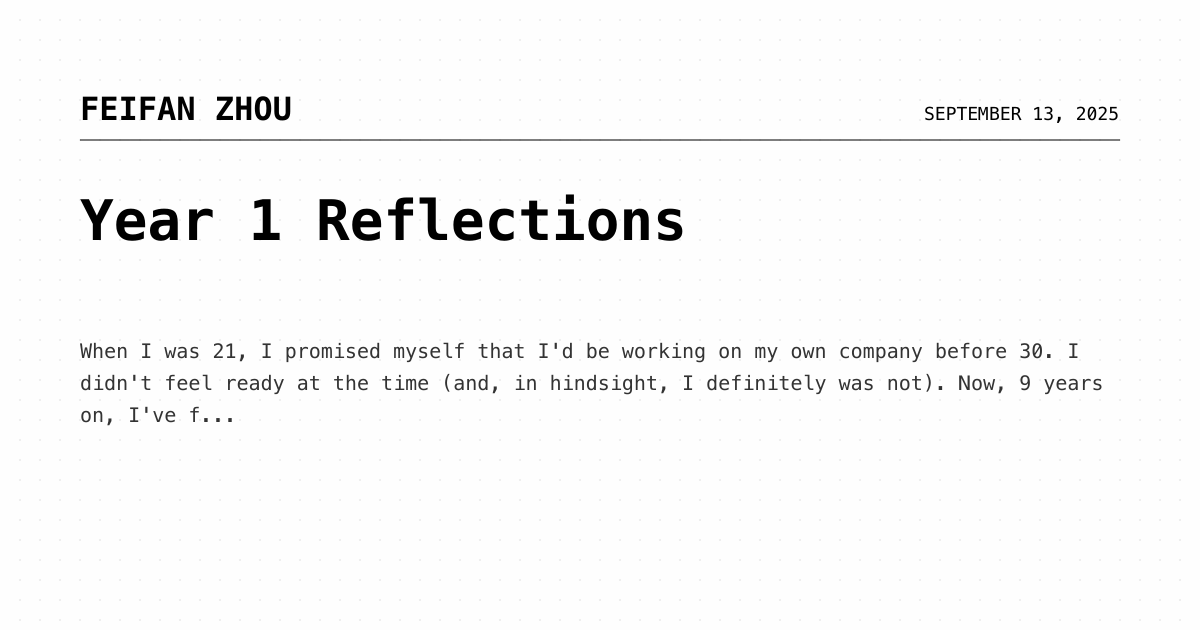 FEIFAN ZHOU
SEPTEMBER 13, 2025
Year 1 Reflections
When I was 21, I promised myself that I'd be working on my own company before 30. I
didn't feel ready at the time (and, in hindsight, I definitely was not). Now, 9 years
on, I've f...